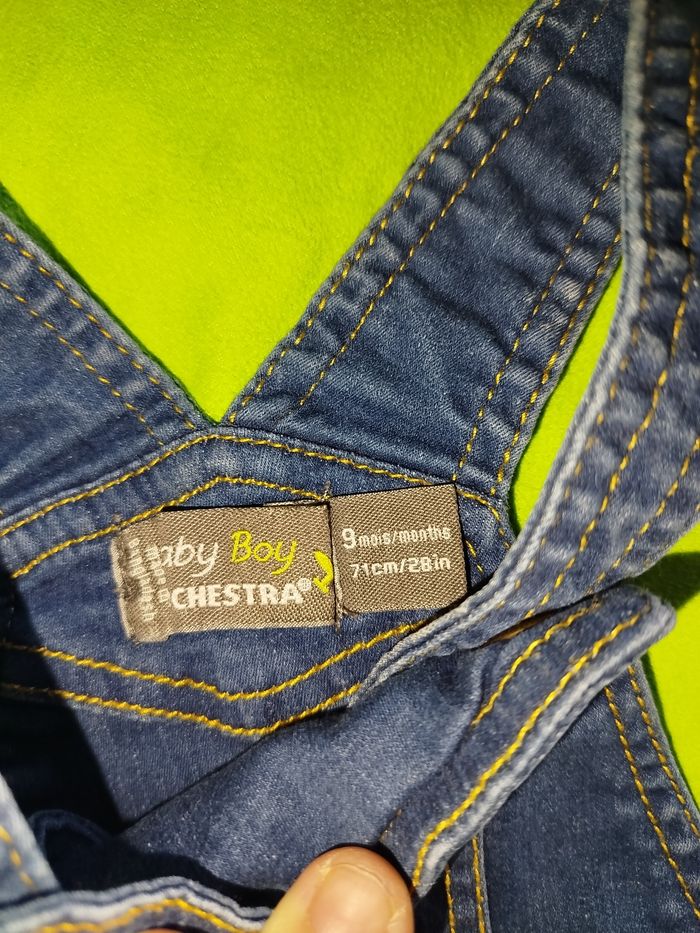 aby Boy
CHESTRA®
9 mois/months
71cm/28in